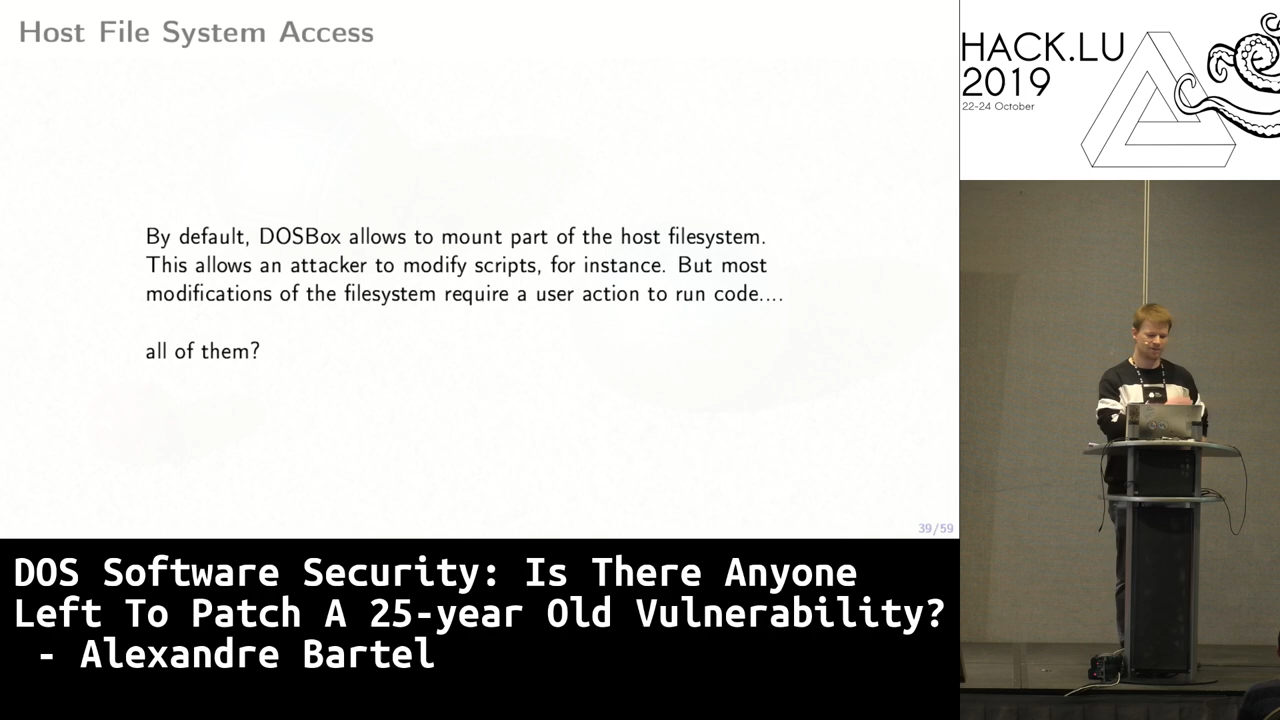 Host File System Access
By default, DOSBox allows to mount part of the host filesystem.
This allows an attacker to modify scripts, for instance. But most
modifications of the filesystem require a user action to run code....
all of them?
39/59
HACK.LU
2019
22-24 October
DOS Software Security: Is There Anyone
Left To Patch A 25-year Old Vulnerability?
- Alexandre Bartel